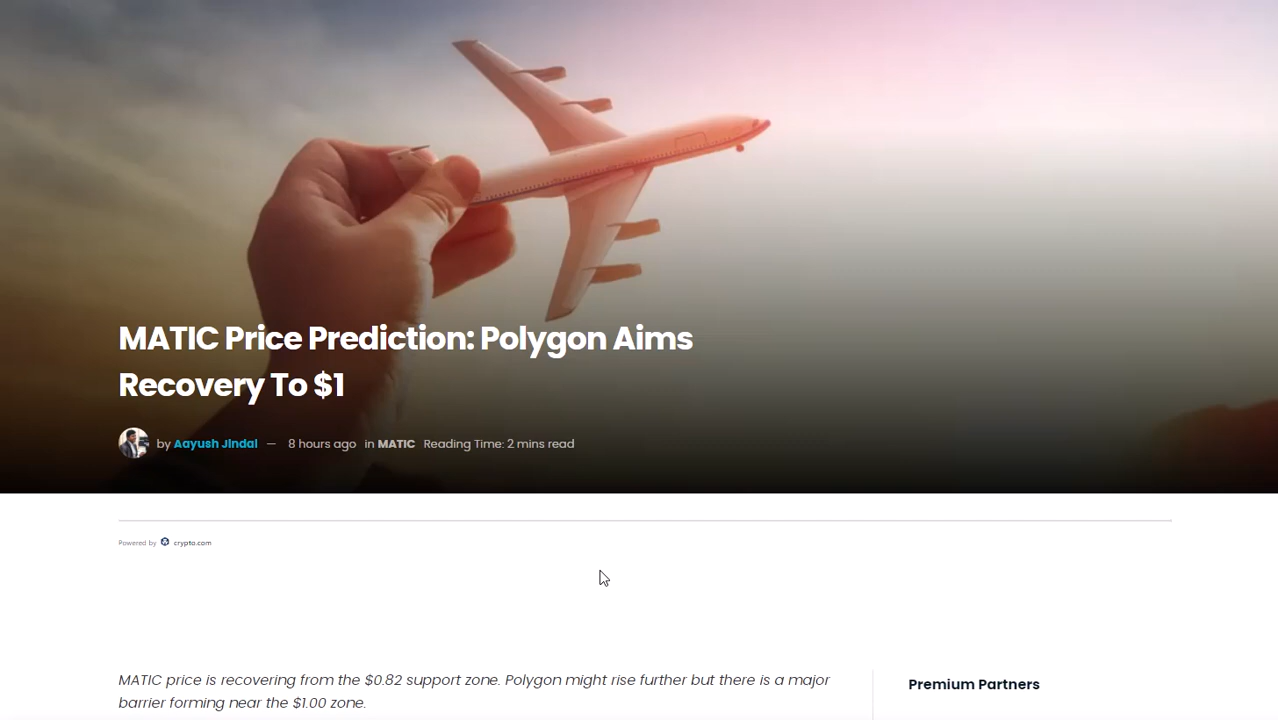 MATIC Price Prediction: Polygon Aims
Recovery To $1
by Aayush Jindal — 8 hours ago in MATIC Reading Time: 2 mins read
Powered by crypto.com
MATIC price is recovering from the $0.82 support zone. Polygon might rise further but there is a major
barrier forming near the $1.00 zone.
Premium Partners